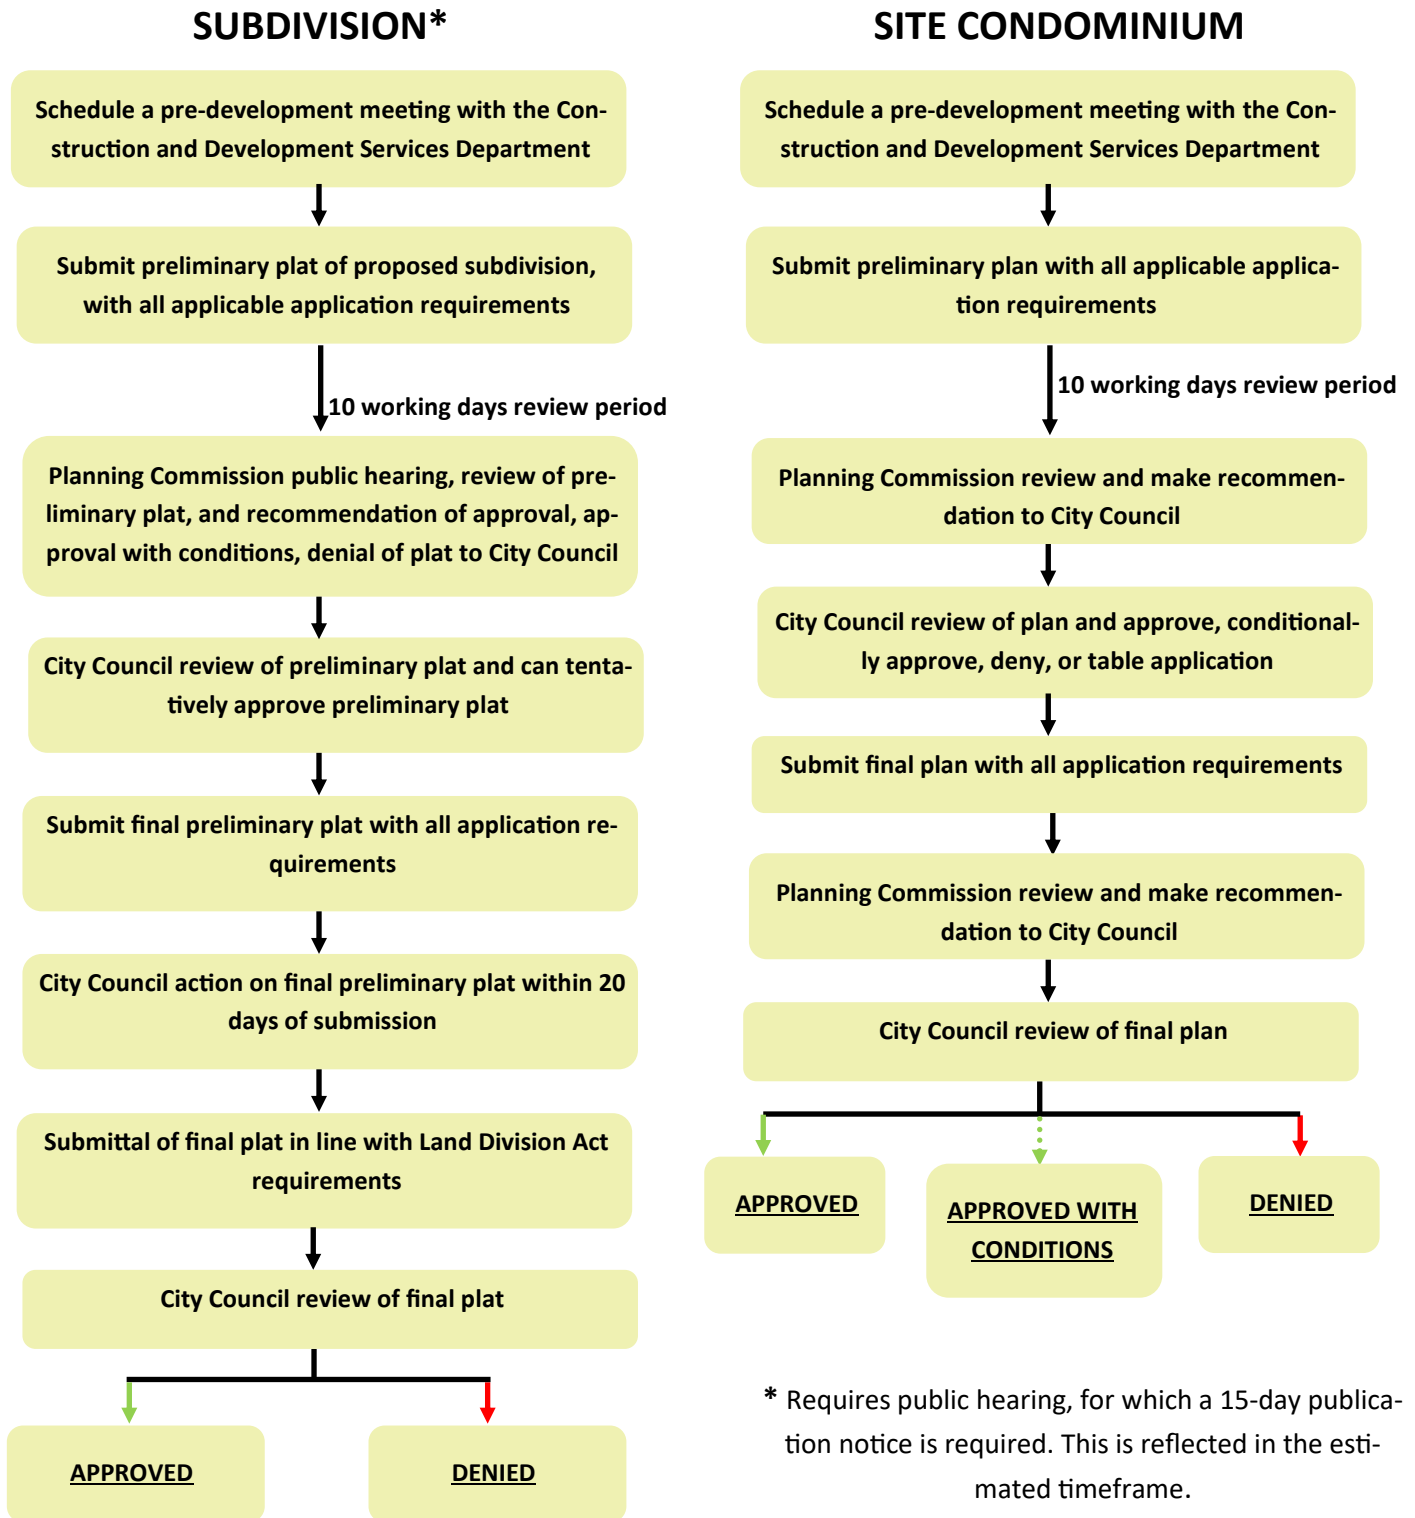 SUBDIVISION*
Schedule a pre-development meeting with the Con-
struction and Development Services Department
Submit preliminary plat of proposed subdivision,
with all applicable application requirements
10 working days review period
Planning Commission public hearing, review of pre-
liminary plat, and recommendation of approval, ap-
proval with conditions, denial of plat to City Council
City Council review of preliminary plat and can tenta-
tively approve preliminary plat
Submit final preliminary plat with all application re-
quirements
City Council action on final preliminary plat within 20
days of submission
Submittal of final plat in line with Land Division Act
requirements
City Council review of final plat
APPROVED
DENIED
SITE CONDOMINIUM
Schedule a pre-development meeting with the Con-
struction and Development Services Department
Submit preliminary plan with all applicable applica-
tion requirements
10 working days review period
Planning Commission review and make recommen-
dation to City Council
City Council review of plan and approve, conditional-
ly approve, deny, or table application
Submit final plan with all application requirements
Planning Commission review and make recommen-
dation to City Council
City Council review of final plan
APPROVED
APPROVED WITH
CONDITIONS
DENIED
* Requires public hearing, for which a 15-day publica-
tion notice is required. This is reflected in the esti-
mated timeframe.